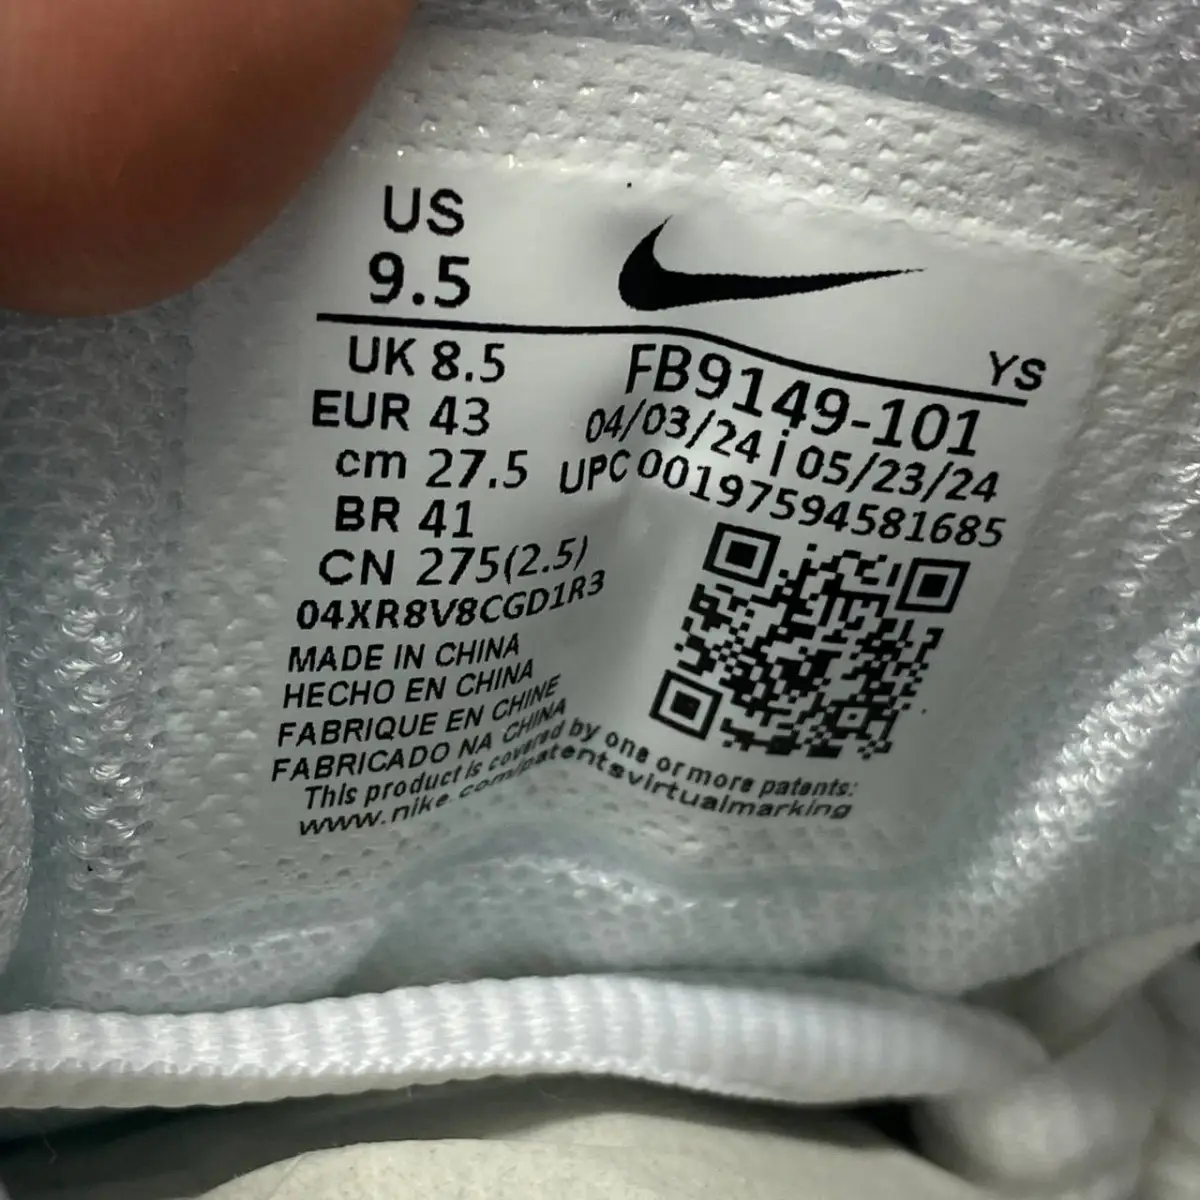 US
9.5
UK 8.5
EUR 43
cm 27.5
BR 41
CN 275(2.5)
04XR8V8CGD1R3
MADE IN CHINA
HECHO EN CHINA
FABRIQUE EN CHINE
FABRICADO NA CHINA
YS
FB9149-101
04/03/24 ¡ 05/23/24
UPC 00197594581685
This product is covered by one or more patents:
www.nike.com/patentsvirtualmarking